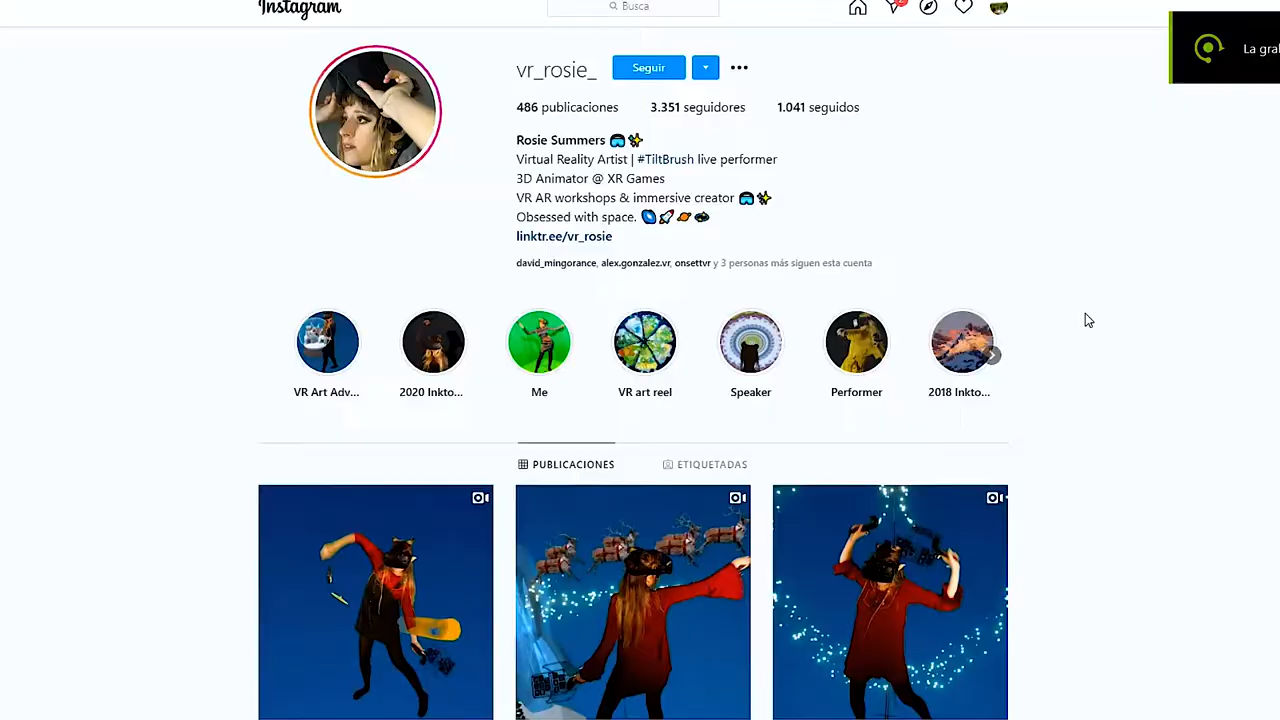 Instagram
Busca
La gra
vr_rosie_
Seguir
486 publicaciones
3.351 seguidores
1.041 seguidos
Rosie Summers
Virtual Reality Artist | #TiltBrush live performer
3D Animator @ XR Games
VR AR workshops & immersive creator
Obsessed with space.
linktr.ee/vr_rosie
david_mingorance, alex.gonzalez.vr, onsettvr y 3 personas más siguen esta cuenta
VR Art Adv...
2020 Inkto...
Me
VR art reel
Speaker
Performer
2018 Inkto...
PUBLICACIONES
ETIQUETADAS